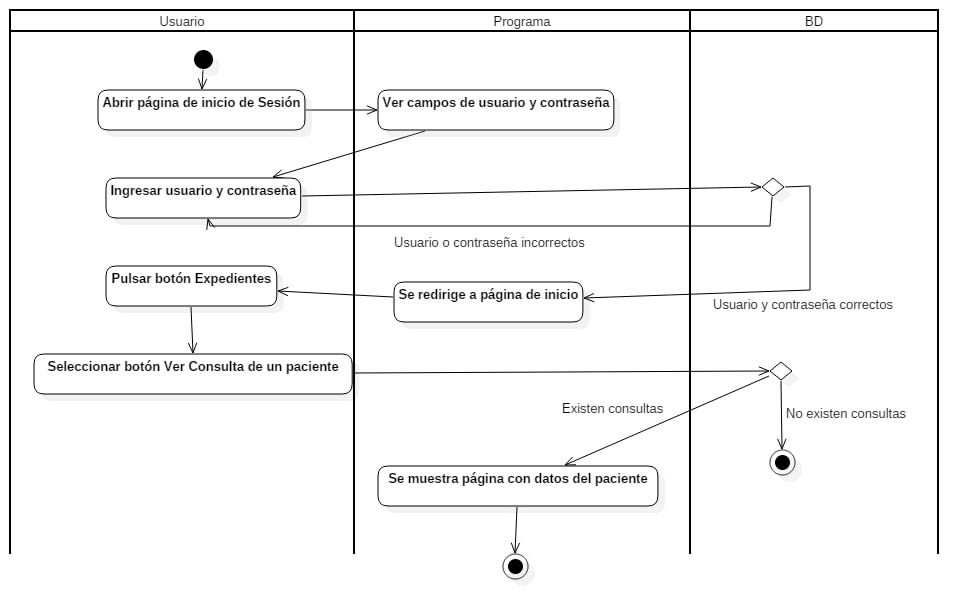 Usuario
Programa
BD
Abrir página de inicio de Sesión
Ver campos de usuario y contraseña
Ingresar usuario y contraseña
Usuario o contraseña incorrectos
Pulsar botón Expedientes
Se redirige a página de inicio
Usuario y contraseña correctos
Seleccionar botón Ver Consulta de un paciente
Existen consultas
No existen consultas
Se muestra página con datos del paciente